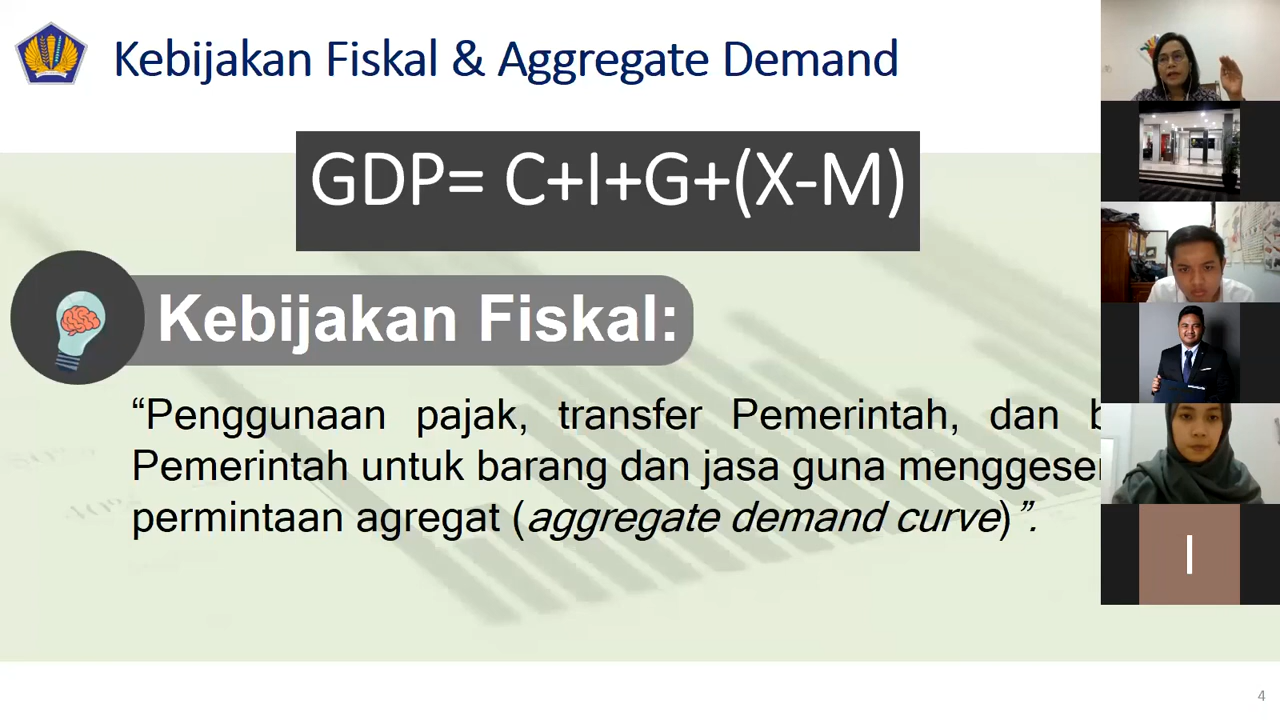 Kebijakan Fiskal & Aggregate Demand
GDP= C+I+G+(X-M)
Kebijakan Fiskal:
“Penggunaan pajak, transfer Pemerintah, dan
Pemerintah untuk barang dan jasa guna menggeser
permintaan agregat (aggregate demand curve)”.
I
4